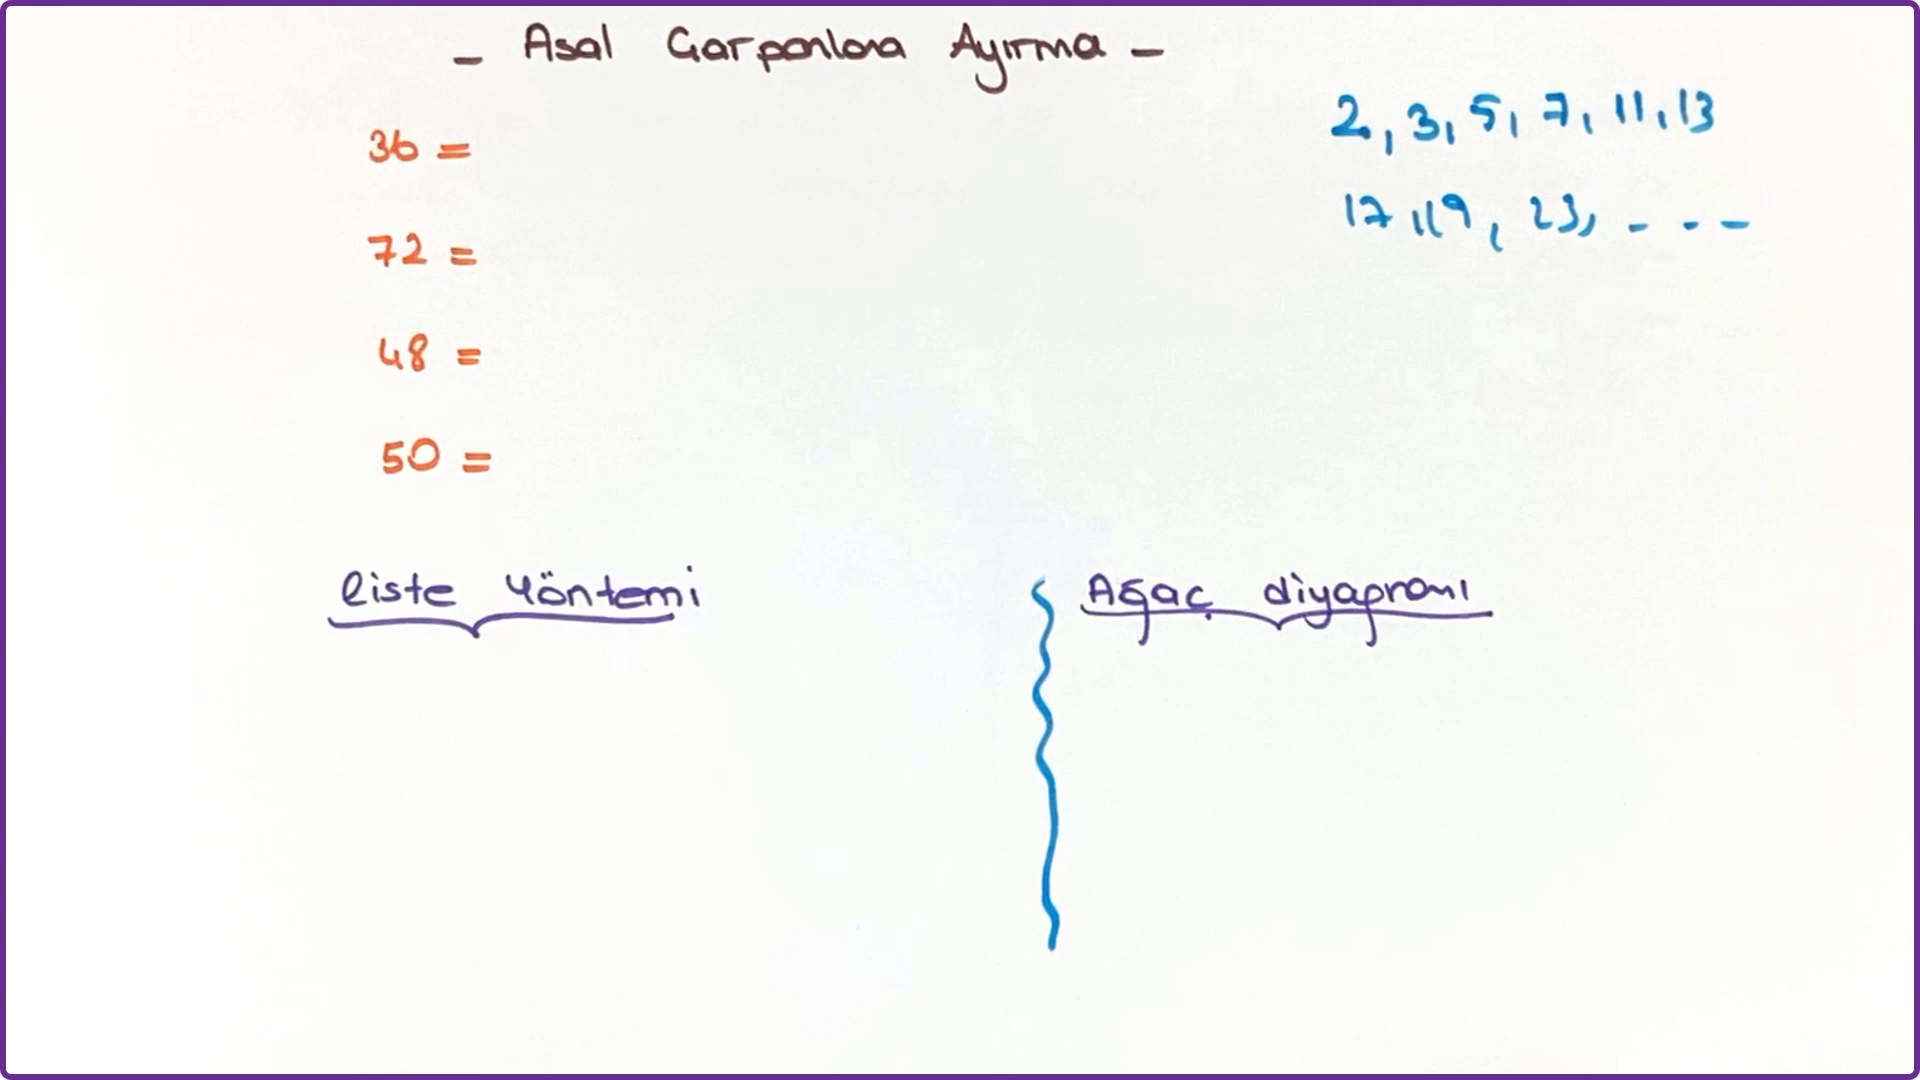 - Asal Çarpanlara Ayırma -
2, 3, 5, 7, 11, 13
17, 19, 23, - - -
36 =
72 =
48 =
50 =
Liste Yöntemi
Ağaç diyagramı